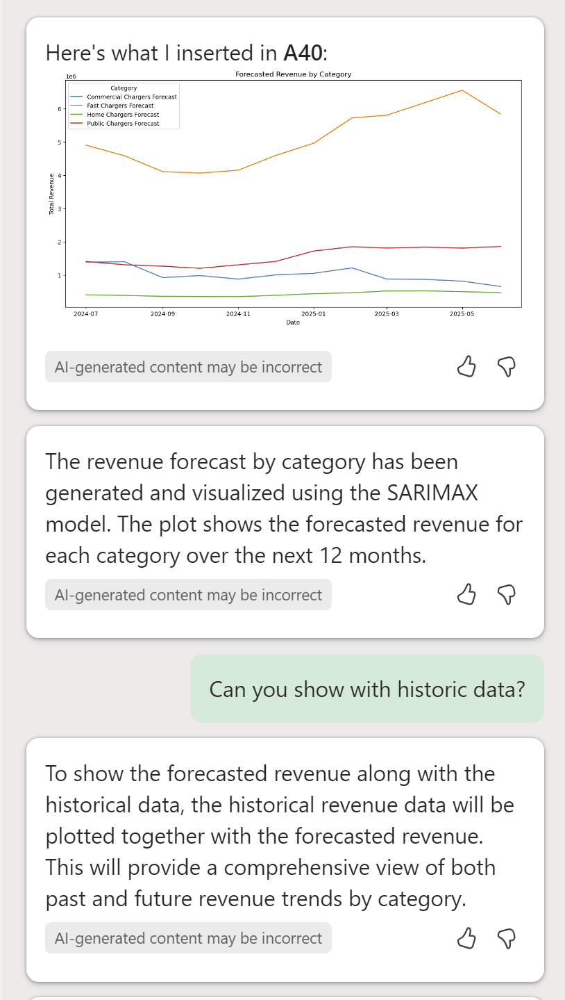 Here's what I inserted in A40:
Forecasted Revenue by Category
1e6
Category
Commercial Chargers Forecast
Fast Chargers Forecast
Home Chargers Forecast
Public Chargers Forecast
6
5
4
3
2
1
Total Revenue
2024-07
2024-09
2024-11
2025-01
2025-03
2025-05
Date
AI-generated content may be incorrect
The revenue forecast by category has been
generated and visualized using the SARIMAX
model. The plot shows the forecasted revenue for
each category over the next 12 months.
AI-generated content may be incorrect
Can you show with historic data?
To show the forecasted revenue along with the
historical data, the historical revenue data will be
plotted together with the forecasted revenue.
This will provide a comprehensive view of both
past and future revenue trends by category.
AI-generated content may be incorrect